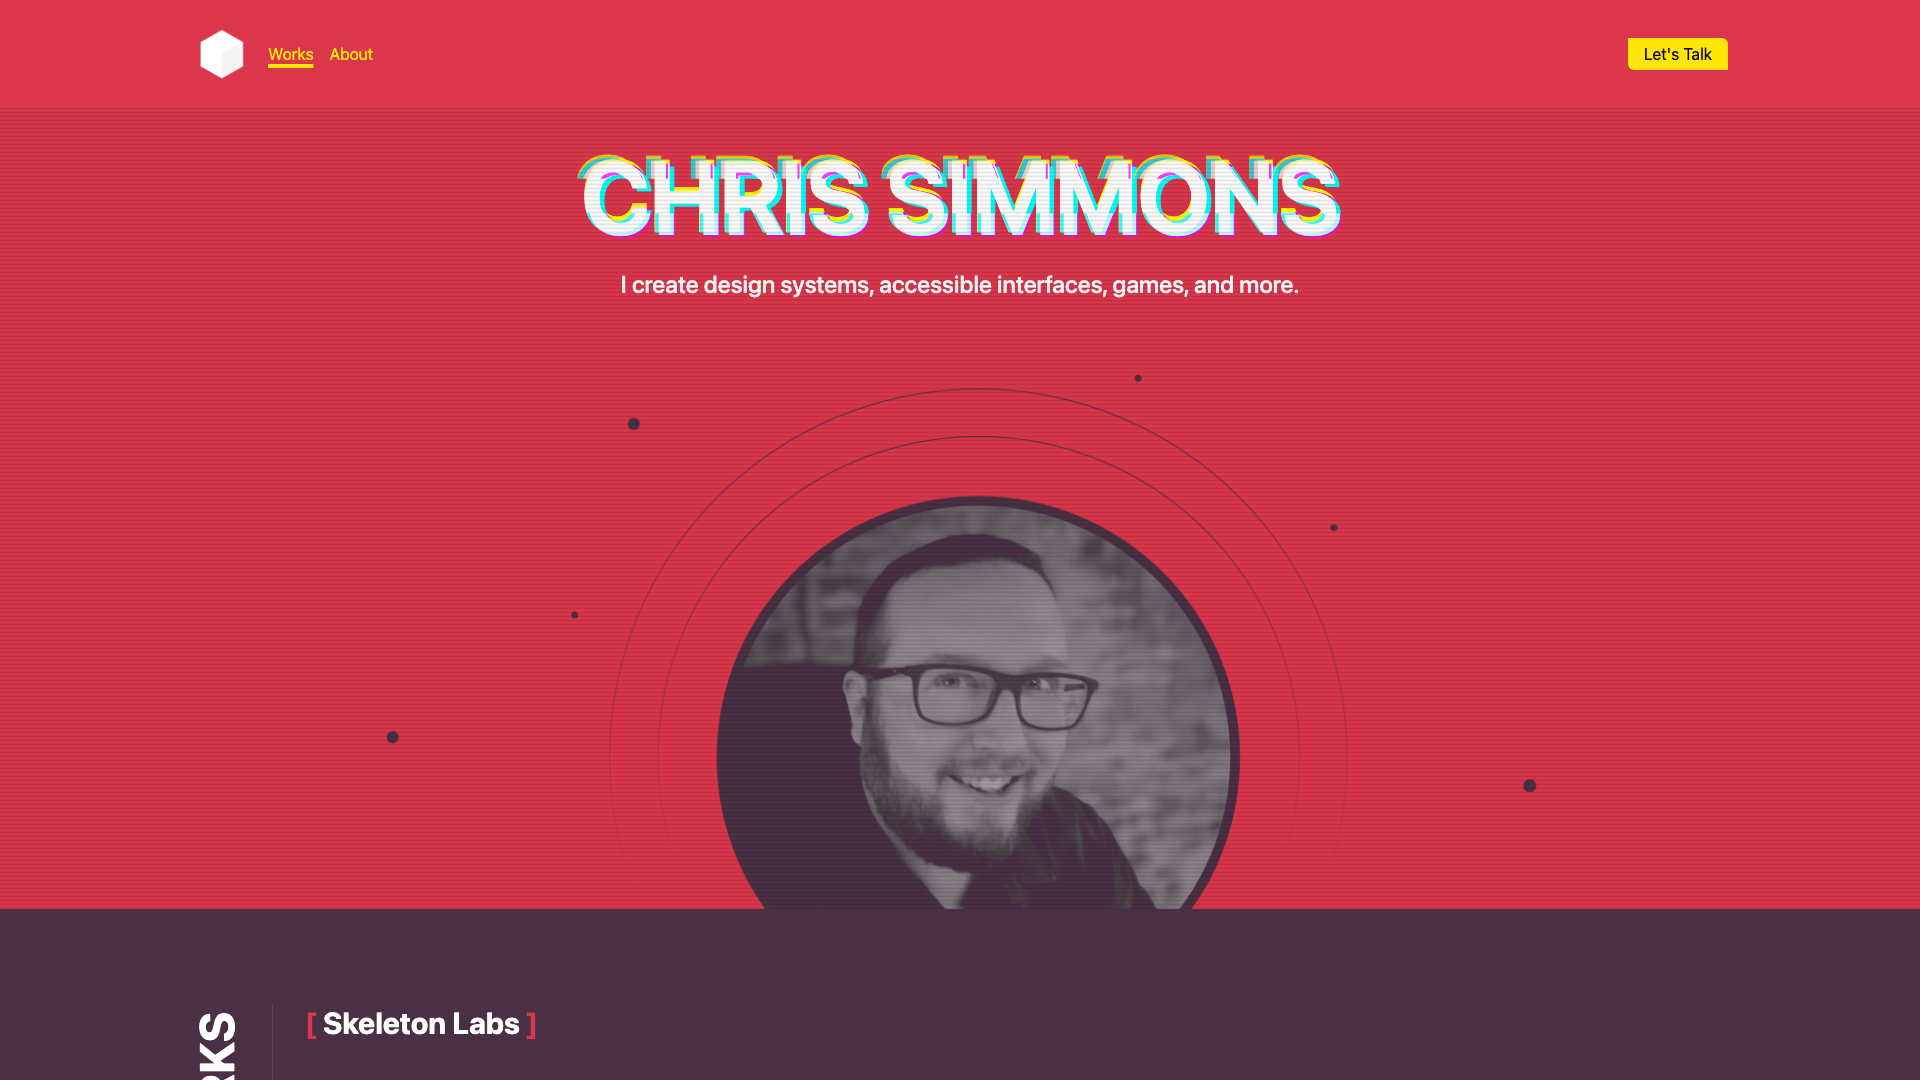 Works
About
Let's Talk
CHRIS SIMMONS
I create design systems, accessible interfaces, games, and more.
[ Skeleton Labs ]
RKS